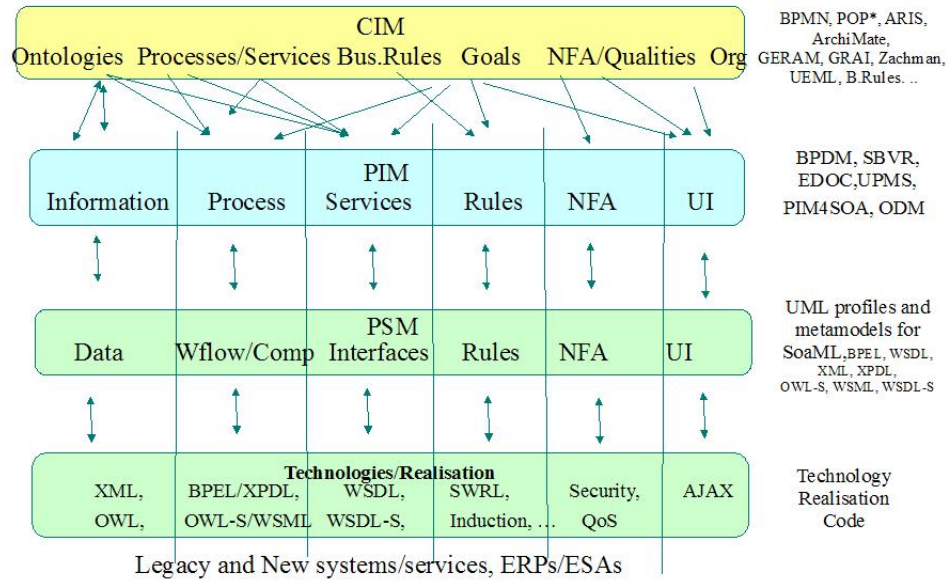 CIM
Ontologies Processes/Services Bus.Rules Goals NFA/Qualities Org
BPMN, POP*, ARIS,
ArchiMate,
GERAM, GRAI, Zachman,
UEML, B.Rules. ..
PIM
Information Process Services Rules NFA UI
BPDM, SBVR,
EDOC,UPMS,
PIM4SOA, ODM
PSM
Data Wflow/Comp Interfaces Rules NFA UI
UML profiles and
metamodels for
SoaML,BPEL, WSDL,
XML, XPDL,
OWL-S, WSML, WSDL-S
Technologies/Realisation
XML, BPEL/XPDL, WSDL, SWRL, Security, AJAX
OWL, OWL-S/WSML WSDL-S, Induction, ... QoS
Technology
Realisation
Code
Legacy and New systems/services, ERPs/ESAs